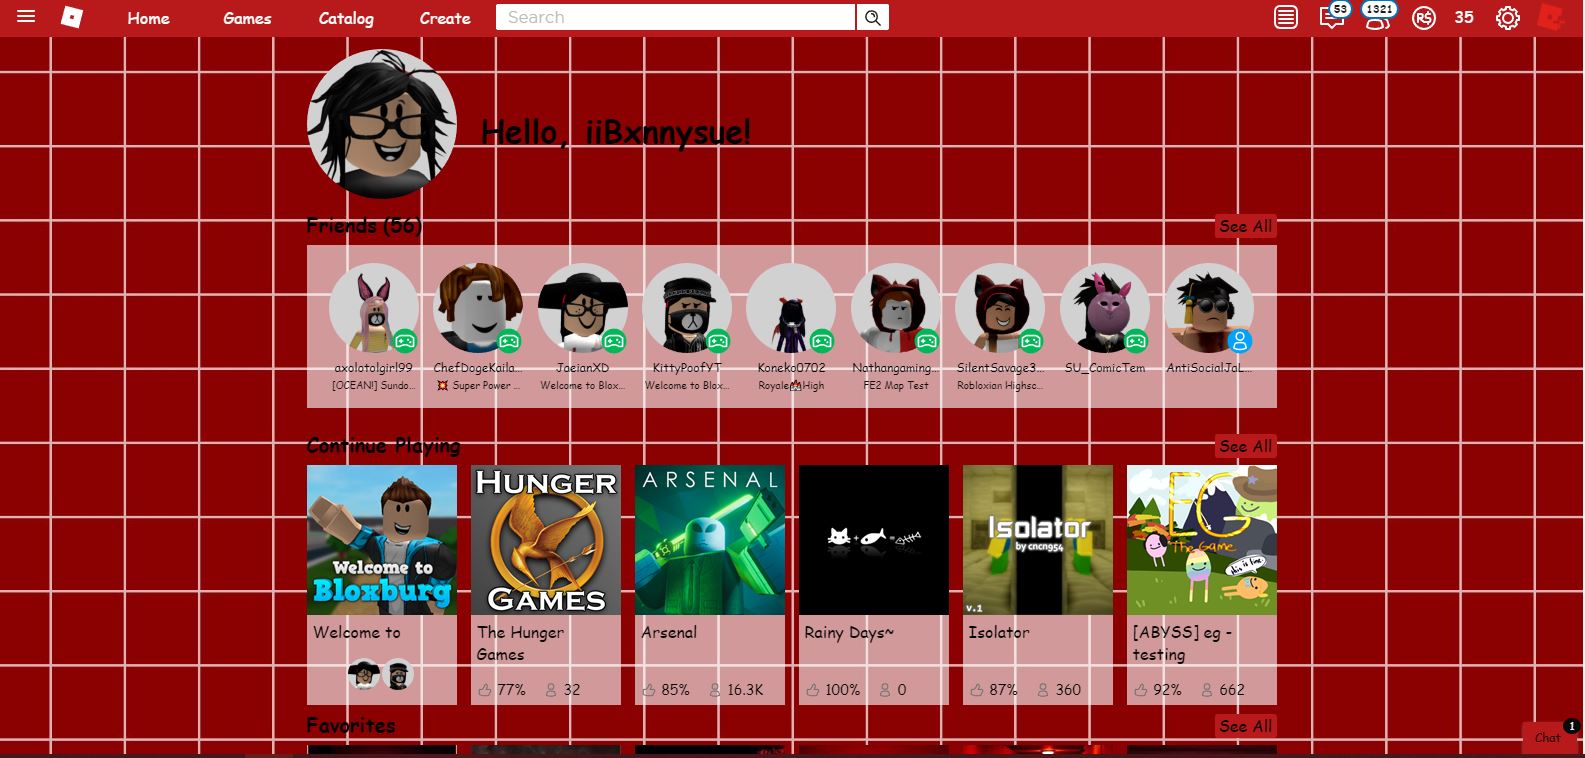 Home Games Catalog Create Search 53 1321 R$ 35
Hello, iiBxnnysue!
Friends (56) See All
axolotolgirl99 ChefDogeKaila... JaeianXD KittyPoofYT Koneko0702 Nathangaming... SilentSavage3... SU_ComicTem AntiSocialJaL...
[OCEAN!] Sundo... 💥 Super Power ... Welcome to Blox... Welcome to Blox... Royale🏰High FE2 Map Test Robloxian Highsc...
Continue Playing See All
Welcome to
Bloxburg
HUNGER
GAMES
ARSENAL
+ =
Isolator
by cncn954
v.1
EG
The Game
this is fine
Welcome to The Hunger Arsenal Rainy Days~ Isolator [ABYSS] eg -
Games testing
77% 32 85% 16.3K 100% 0 87% 360 92% 662
Favorites See All
Chat 1